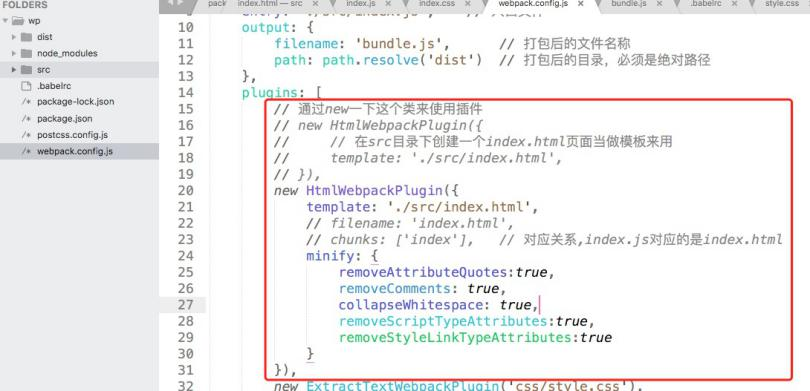 FOLDERS
wp
dist
node_modules
src
.babelrc
package-lock.json
package.json
postcss.config.js
webpack.config.js
index.html — src
index.js
index.css
webpack.config.js
bundle.js
.babelrc
style.css
10 output: {
11 filename: 'bundle.js', // 打包后的文件名称
12 path: path.resolve('dist') // 打包后的目录，必须是绝对路径
13 },
14 plugins: [
15 // 通过new一下这个类来使用插件
16 // new HtmlWebpackPlugin({
17 // // 在src目录下创建一个index.html页面当做模板来用
18 // template: './src/index.html',
19 // }),
20 new HtmlWebpackPlugin({
21 template: './src/index.html',
22 // filename: 'index.html',
23 // chunks: ['index'], // 对应关系,index.js对应的是index.html
24 minify: {
25 removeAttributeQuotes:true,
26 removeComments: true,
27 collapseWhitespace: true,
28 removeScriptTypeAttributes:true,
29 removeStyleLinkTypeAttributes:true
30 }
31 }),
32 new ExtractTextWebpackPlugin('css/style.css'),